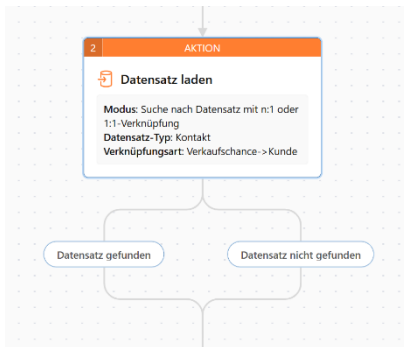 2 AKTION
Datensatz laden
Modus: Suche nach Datensatz mit n:1 oder
1:1-Verknüpfung
Datensatz-Typ: Kontakt
Verknüpfungsart: Verkaufschance->Kunde
Datensatz gefunden Datensatz nicht gefunden